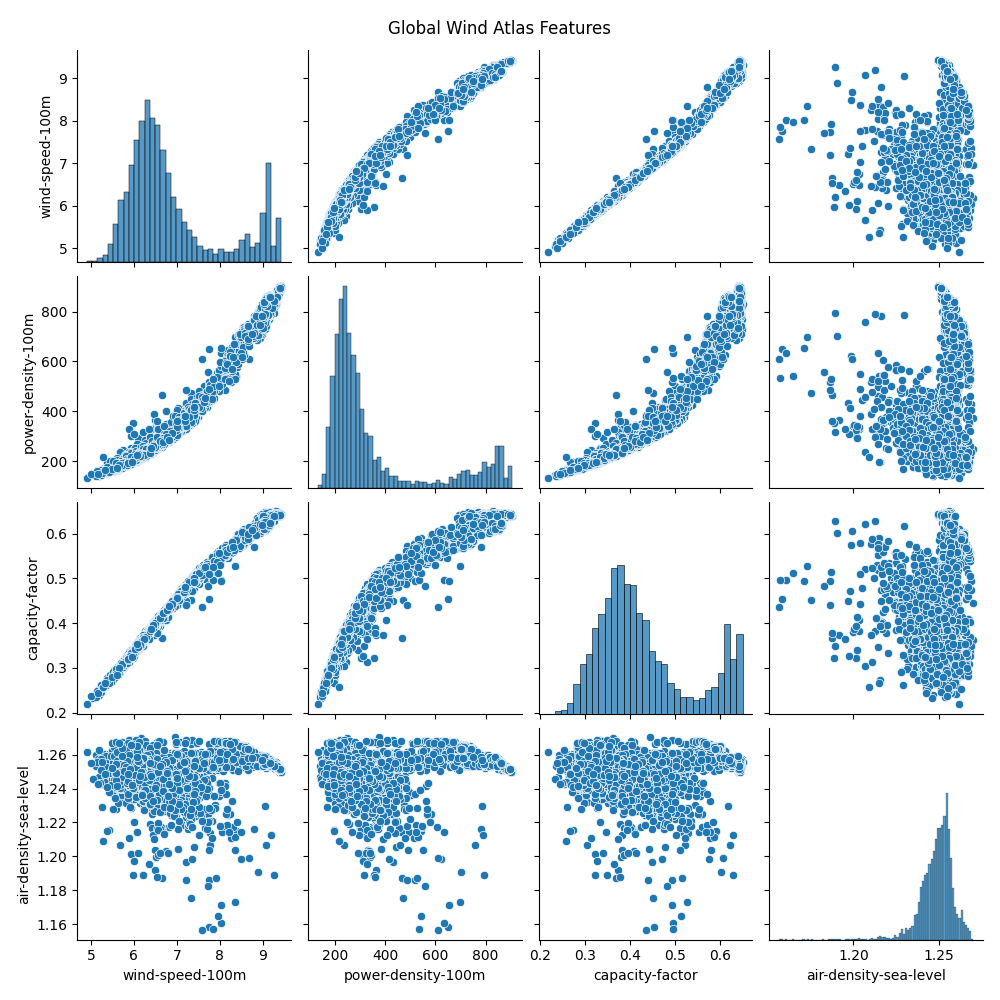 Global Wind Atlas Features
wind-speed-100m
9
8
7
6
5
power-density-100m
800
600
400
200
capacity-factor
0.6
0.5
0.4
0.3
0.2
air-density-sea-level
1.26
1.24
1.22
1.20
1.18
1.16
5 6 7 8 9
200 400 600 800
0.2 0.3 0.4 0.5 0.6
1.20 1.25
wind-speed-100m
power-density-100m
capacity-factor
air-density-sea-level